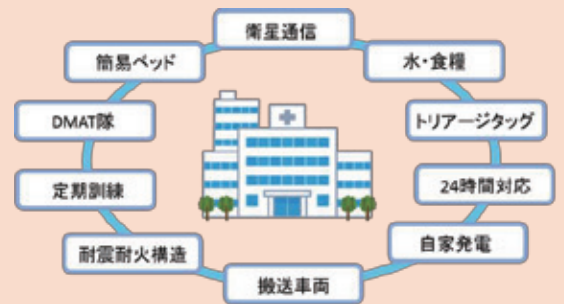 衛星通信
水・食糧
トリアージタッグ
24時間対応
自家発電
搬送車両
耐震耐火構造
定期訓練
DMAT隊
簡易ベッド